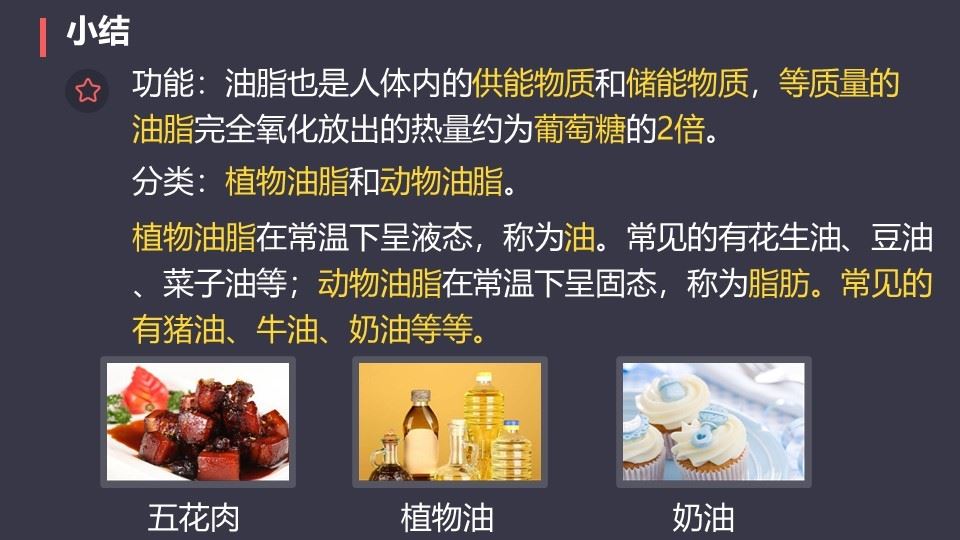 小结
功能：油脂也是人体内的供能物质和储能物质，等质量的
油脂完全氧化放出的热量约为葡萄糖的2倍。
分类：植物油脂和动物油脂。
植物油脂在常温下呈液态，称为油。常见的有花生油、豆油
、菜子油等；动物油脂在常温下呈固态，称为脂肪。常见的
有猪油、牛油、奶油等等。
五花肉
植物油
奶油